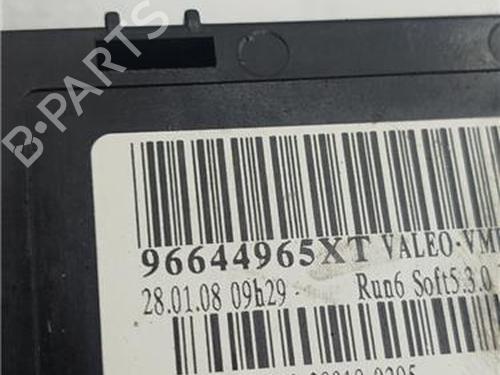 B-PARTS
96644965XT VALEO-VM
28.01.08 09h29 - Run6 Soft5.3.0